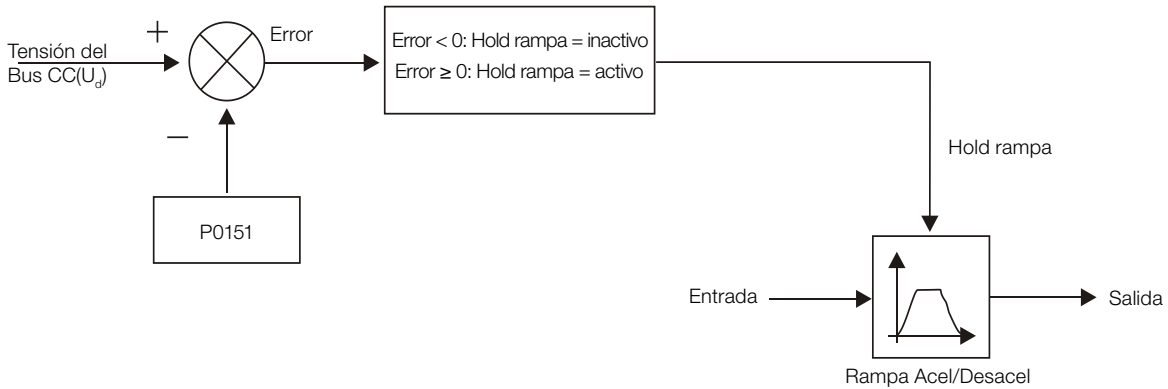 Tensión del
Bus CC(Ud)
+
Error
−
P0151
Error < 0: Hold rampa = inactivo
Error ≥ 0: Hold rampa = activo
Hold rampa
Entrada
Salida
Rampa Acel/Desacel